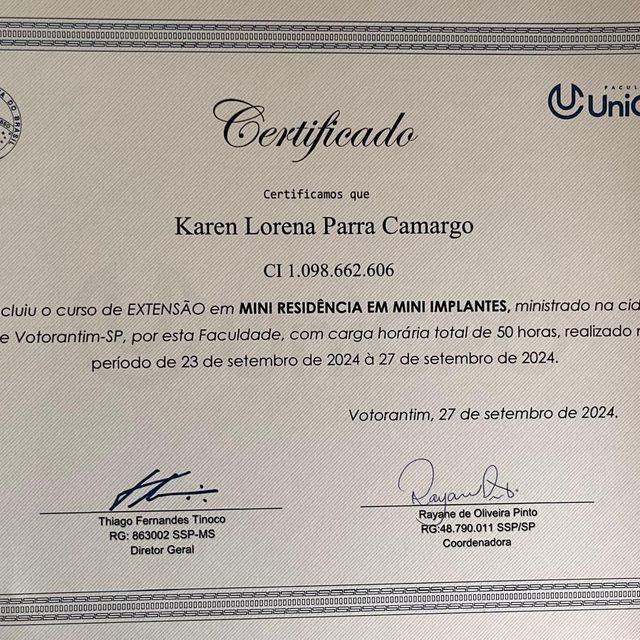 FACUL
UniC
Certificado
Certificamos que
Karen Lorena Parra Camargo
CI 1.098.662.606
cluiu o curso de EXTENSÃO em MINI RESIDÊNCIA EM MINI IMPLANTES, ministrado na cid
e Votorantim-SP, por esta Faculdade, com carga horária total de 50 horas, realizado n
período de 23 de setembro de 2024 à 27 de setembro de 2024.
Votorantim, 27 de setembro de 2024.
Thiago Fernandes Tinoco
RG: 863002 SSP-MS
Diretor Geral
Rayane de Oliveira Pinto
RG:48.790.011 SSP/SP
Coordenadora